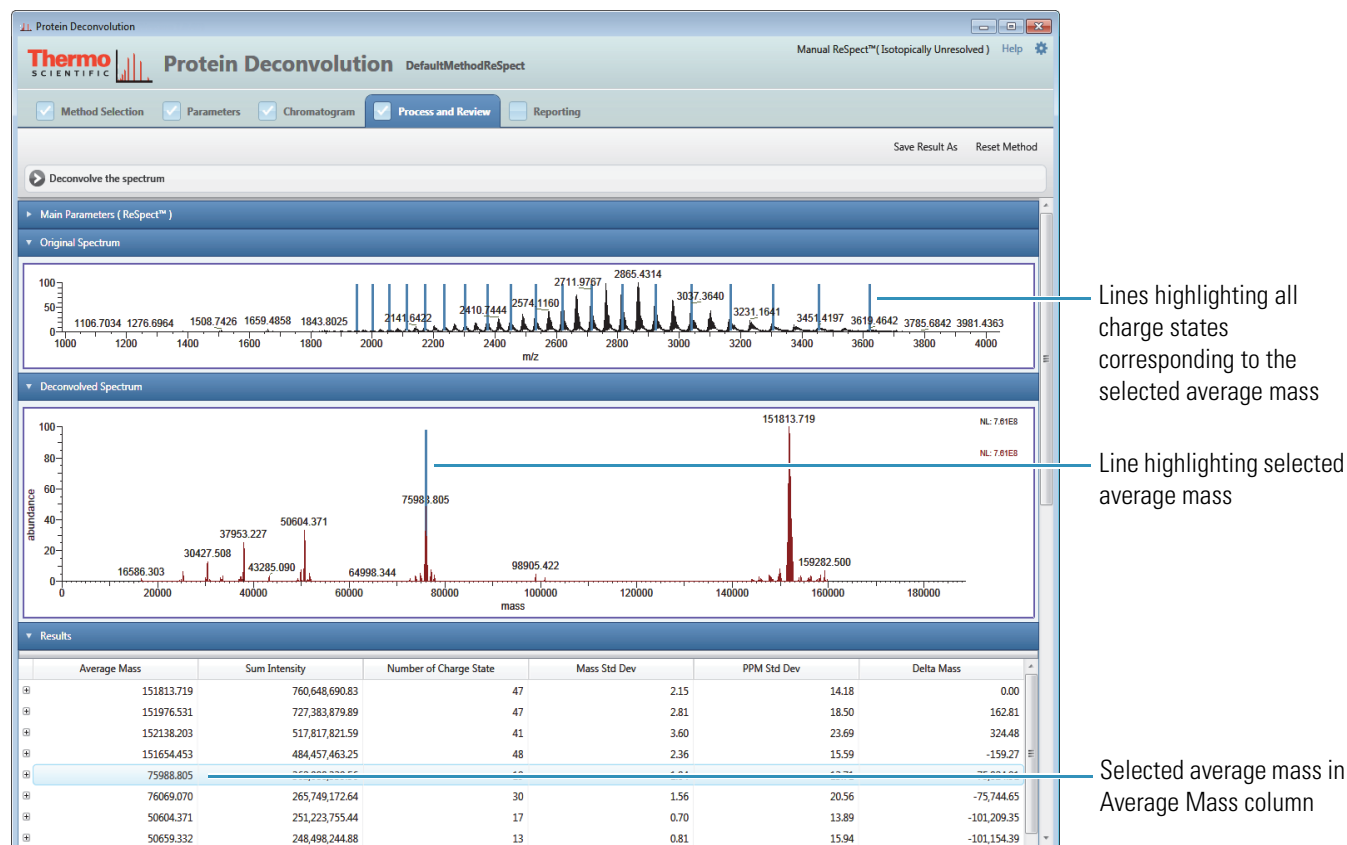 Protein Deconvolution
Thermo
SCIENTIFIC
Protein Deconvolution DefaultMethodReSpect
Manual ReSpect™( Isotopically Unresolved ) Help
Method Selection Parameters Chromatogram Process and Review Reporting
Save Result As Reset Method
Deconvolve the spectrum
Main Parameters ( ReSpect™ )
Original Spectrum
100
50
0
1106.7034 1276.6964 1508.7426 1659.4858 1843.8025 2141.6422 2410.7444 2574.1160 2711.9767 2865.4314 3037.3640 3231.1641 3451.4197 3619.4642 3785.6842 3981.4363
1000 1200 1400 1600 1800 2000 2200 2400 2600 2800 3000 3200 3400 3600 3800 4000
m/z
Lines highlighting all
charge states
corresponding to the
selected average mass
Deconvolved Spectrum
NL: 7.61E8
NL: 7.61E8
100
80
60
40
20
0
abundance
16586.303 30427.508 37953.227 43285.090 50604.371 64998.344 75988.805 98905.422 151813.719 159282.500
0 20000 40000 60000 80000 100000 120000 140000 160000 180000
mass
Line highlighting selected
average mass
Results
Average Mass Sum Intensity Number of Charge State Mass Std Dev PPM Std Dev Delta Mass
151813.719 760,648,690.83 47 2.15 14.18 0.00
151976.531 727,383,879.89 47 2.81 18.50 162.81
152138.203 517,817,821.59 41 3.60 23.69 324.48
151654.453 484,457,463.25 48 2.36 15.59 -159.27
75988.805
76069.070 265,749,172.64 30 1.56 20.56 -75,744.65
50604.371 251,223,755.44 17 0.70 13.89 -101,209.35
50659.332 248,498,244.88 13 0.81 15.94 -101,154.39
Selected average mass in
Average Mass column